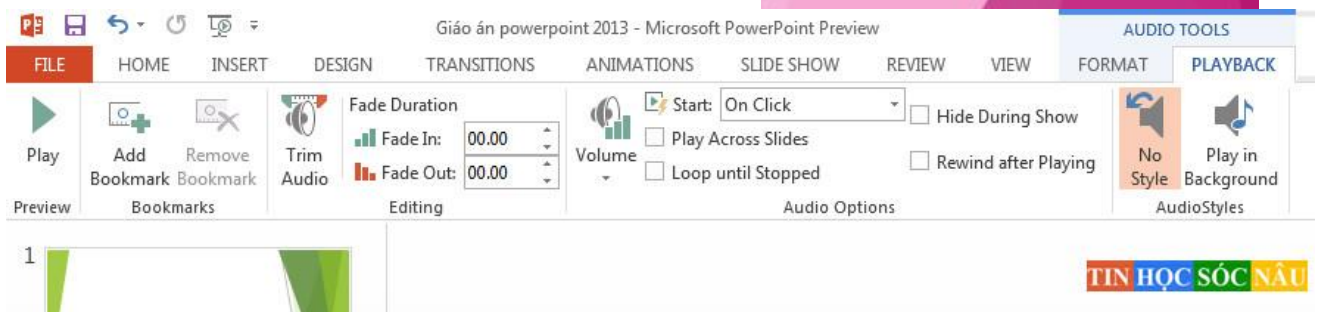 Giáo án powerpoint 2013 - Microsoft PowerPoint Preview
AUDIO TOOLS
FILE HOME INSERT DESIGN TRANSITIONS ANIMATIONS SLIDE SHOW REVIEW VIEW FORMAT PLAYBACK
Play
Preview
Add Bookmark
Remove Bookmark
Bookmarks
Trim Audio
Fade Duration
Fade In: 00.00
Fade Out: 00.00
Editing
Volume
Start: On Click
Play Across Slides
Loop until Stopped
Hide During Show
Rewind after Playing
Audio Options
No Style
Play in Background
AudioStyles
1
TIN HỌC SÓC NÂU